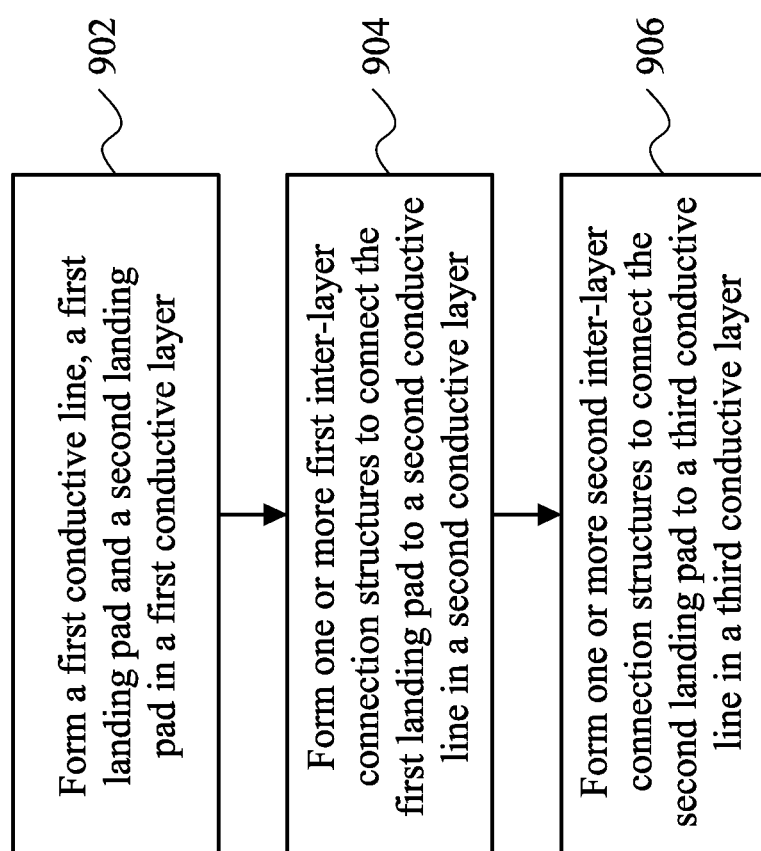 Form a first conductive line, a first
landing pad and a second landing
pad in a first conductive layer
902
Form one or more first inter-layer
connection structures to connect the
first landing pad to a second conductive
line in a second conductive layer
904
Form one or more second inter-layer
connection structures to connect the
second landing pad to a third conductive
line in a third conductive layer
906